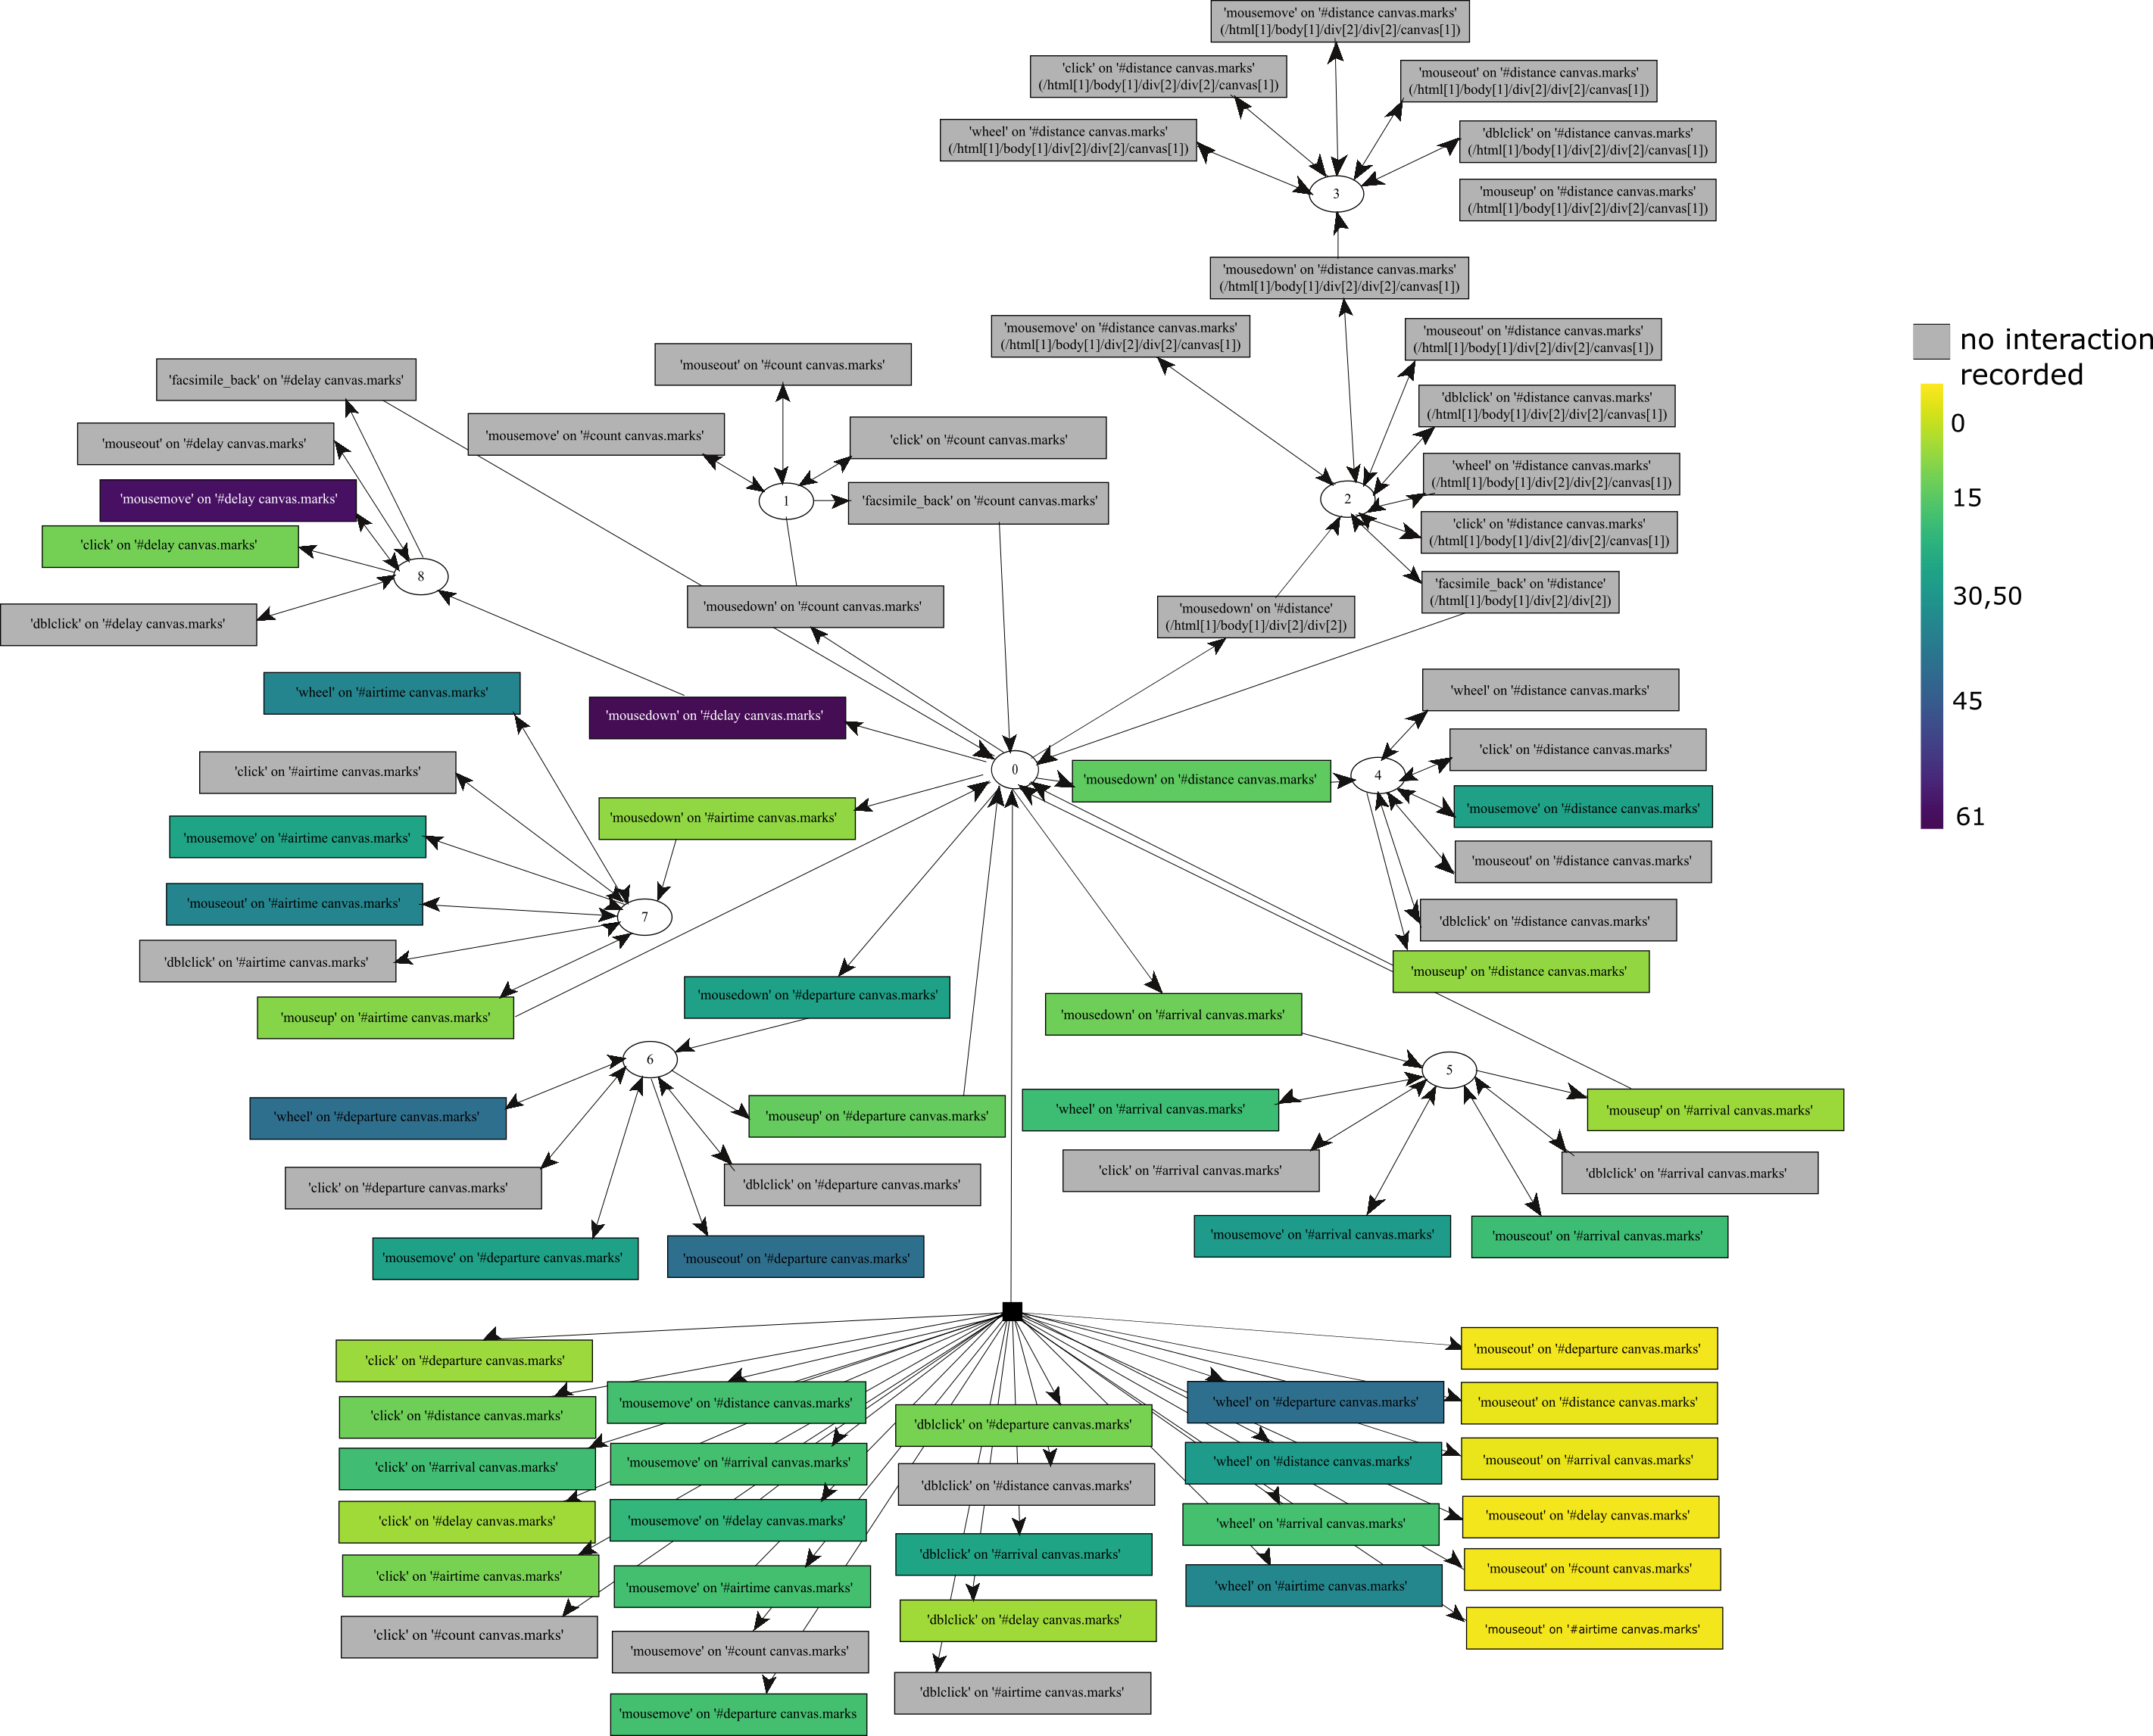 'mousemove' on '#distance canvas.marks'
(/html[1]/body[1]/div[2]/div[2]/canvas[1])
'click' on '#distance canvas.marks'
(/html[1]/body[1]/div[2]/div[2]/canvas[1])
'mouseout' on '#distance canvas.marks'
(/html[1]/body[1]/div[2]/div[2]/canvas[1])
'wheel' on '#distance canvas.marks'
(/html[1]/body[1]/div[2]/div[2]/canvas[1])
'dblclick' on '#distance canvas.marks'
(/html[1]/body[1]/div[2]/div[2]/canvas[1])
3
'mouseup' on '#distance canvas.marks'
(/html[1]/body[1]/div[2]/div[2]/canvas[1])
'mousedown' on '#distance canvas.marks'
(/html[1]/body[1]/div[2]/div[2]/canvas[1])
'mousemove' on '#distance canvas.marks'
(/html[1]/body[1]/div[2]/div[2]/canvas[1])
'mouseout' on '#distance canvas.marks'
(/html[1]/body[1]/div[2]/div[2]/canvas[1])
'dblclick' on '#distance canvas.marks'
(/html[1]/body[1]/div[2]/div[2]/canvas[1])
'wheel' on '#distance canvas.marks'
(/html[1]/body[1]/div[2]/div[2]/canvas[1])
2
'click' on '#distance canvas.marks'
(/html[1]/body[1]/div[2]/div[2]/canvas[1])
'facsimile_back' on '#distance'
(/html[1]/body[1]/div[2]/div[2])
'mousedown' on '#distance'
(/html[1]/body[1]/div[2]/div[2])
no interaction
recorded
0
15
30,50
45
61
'mouseout' on '#count canvas.marks'
'mousemove' on '#count canvas.marks'
'click' on '#count canvas.marks'
1
'facsimile_back' on '#count canvas.marks'
'mousedown' on '#count canvas.marks'
'facsimile_back' on '#delay canvas.marks'
'mouseout' on '#delay canvas.marks'
'mousemove' on '#delay canvas.marks'
'click' on '#delay canvas.marks'
8
'dblclick' on '#delay canvas.marks'
'mousedown' on '#delay canvas.marks'
0
'wheel' on '#airtime canvas.marks'
'click' on '#airtime canvas.marks'
'mousedown' on '#airtime canvas.marks'
'mousemove' on '#airtime canvas.marks'
'mouseout' on '#airtime canvas.marks'
7
'dblclick' on '#airtime canvas.marks'
'mouseup' on '#airtime canvas.marks'
'wheel' on '#distance canvas.marks'
'click' on '#distance canvas.marks'
'mousedown' on '#distance canvas.marks'
4
'mousemove' on '#distance canvas.marks'
'mouseout' on '#distance canvas.marks'
'dblclick' on '#distance canvas.marks'
'mouseup' on '#distance canvas.marks'
'mousedown' on '#departure canvas.marks'
6
'wheel' on '#departure canvas.marks'
'mouseup' on '#departure canvas.marks'
'click' on '#departure canvas.marks'
'dblclick' on '#departure canvas.marks'
'mousemove' on '#departure canvas.marks'
'mouseout' on '#departure canvas.marks'
'mousedown' on '#arrival canvas.marks'
5
'wheel' on '#arrival canvas.marks'
'mouseup' on '#arrival canvas.marks'
'click' on '#arrival canvas.marks'
'dblclick' on '#arrival canvas.marks'
'mousemove' on '#arrival canvas.marks'
'mouseout' on '#arrival canvas.marks'
'click' on '#departure canvas.marks'
'click' on '#distance canvas.marks'
'click' on '#arrival canvas.marks'
'click' on '#delay canvas.marks'
'click' on '#airtime canvas.marks'
'click' on '#count canvas.marks'
'mousemove' on '#distance canvas.marks'
'mousemove' on '#arrival canvas.marks'
'mousemove' on '#delay canvas.marks'
'mousemove' on '#airtime canvas.marks'
'mousemove' on '#count canvas.marks'
'mousemove' on '#departure canvas.marks
'dblclick' on '#departure canvas.marks'
'dblclick' on '#distance canvas.marks'
'dblclick' on '#arrival canvas.marks'
'dblclick' on '#delay canvas.marks'
'dblclick' on '#airtime canvas.marks'
'wheel' on '#departure canvas.marks'
'wheel' on '#distance canvas.marks'
'wheel' on '#arrival canvas.marks'
'wheel' on '#airtime canvas.marks'
'mouseout' on '#departure canvas.marks'
'mouseout' on '#distance canvas.marks'
'mouseout' on '#arrival canvas.marks'
'mouseout' on '#delay canvas.marks'
'mouseout' on '#count canvas.marks'
'mouseout' on '#airtime canvas.marks'